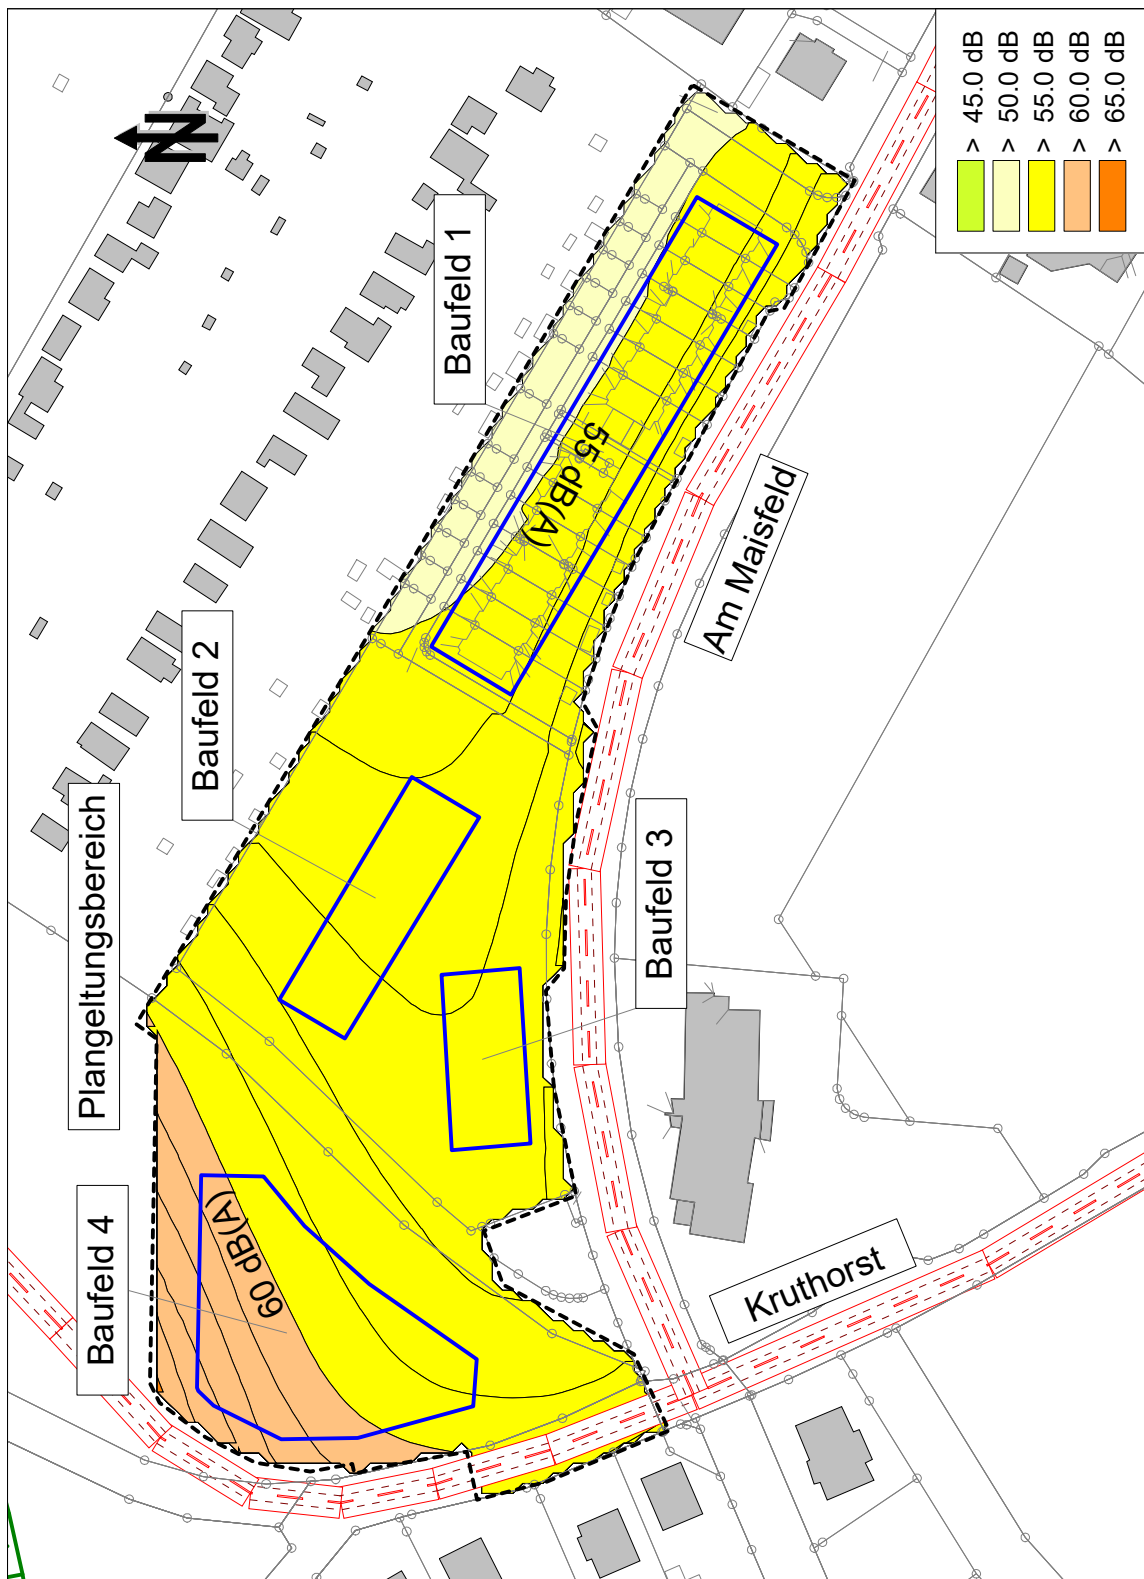 N
> 45.0 dB
> 50.0 dB
> 55.0 dB
> 60.0 dB
> 65.0 dB
Baufeld 1
Baufeld 2
Plangeltungsbereich
Baufeld 4
55 dB(A)
60 dB(A)
Am Maisfeld
Baufeld 3
Kruthorst